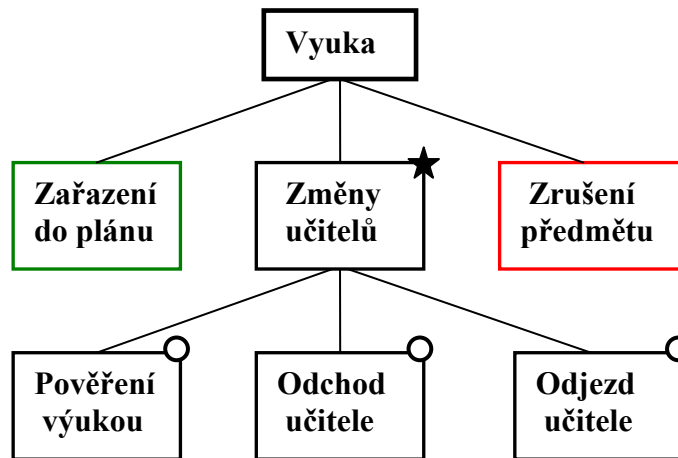 Vyuka
Zařazení
do plánu
Změny
učitelů
Zrušení
předmětu
Pověření
výukou
Odchod
učitele
Odjezd
učitele